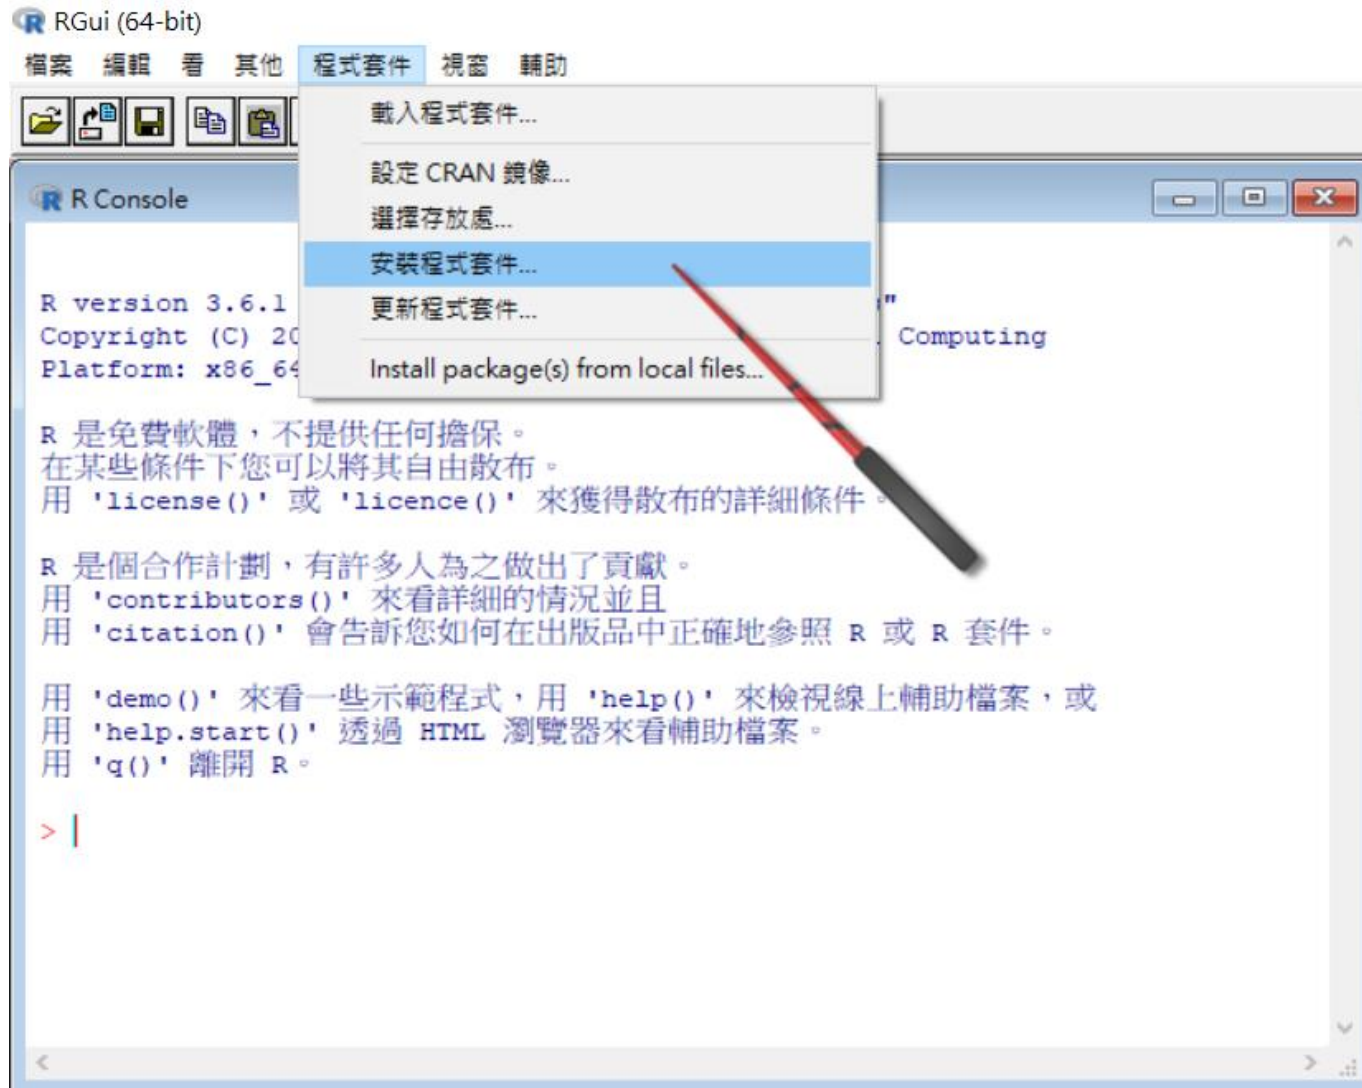 RGui (64-bit)
檔案 編輯 看 其他 程式套件 視窗 輔助
載入程式套件...
設定 CRAN 鏡像...
選擇存放處...
安裝程式套件...
更新程式套件...
Install package(s) from local files...
R Console
R version 3.6.1 "
Copyright (C) 20 Computing
Platform: x86_64
R 是免費軟體，不提供任何擔保。
在某些條件下您可以將其自由散布。
用 'license()' 或 'licence()' 來獲得散布的詳細條件。
R 是個合作計劃，有許多人為之做出了貢獻。
用 'contributors()' 來看詳細的情況並且
用 'citation()' 會告訴您如何在出版品中正確地參照 R 或 R 套件。
用 'demo()' 來看一些示範程式，用 'help()' 來檢視線上輔助檔案，或
用 'help.start()' 透過 HTML 瀏覽器來看輔助檔案。
用 'q()' 離開 R。
>